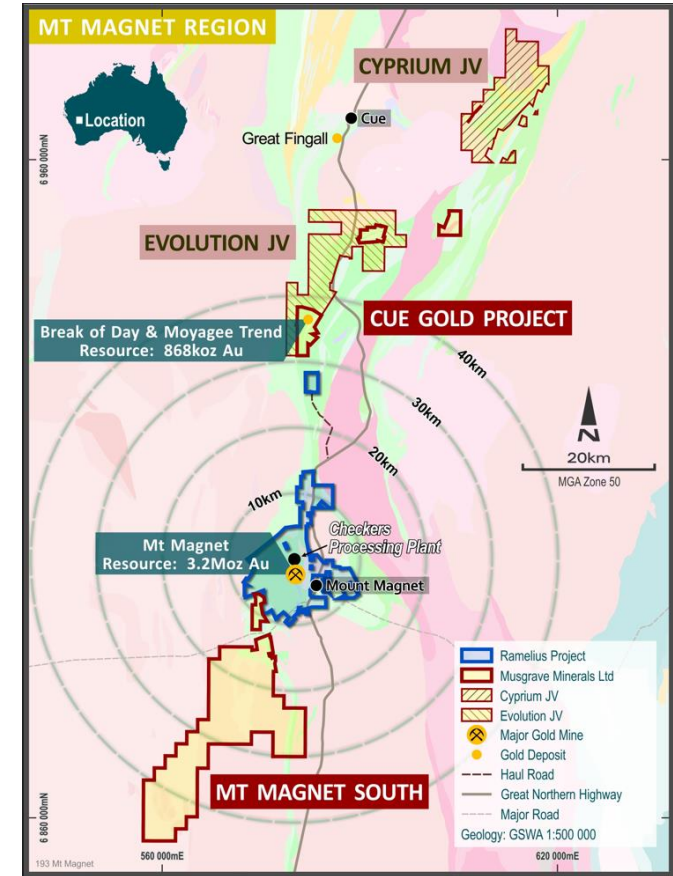 MT MAGNET REGION
Location
CYPRIUM JV
Cue
Great Fingall
6 960 000mN
EVOLUTION JV
CUE GOLD PROJECT
Break of Day & Moyagee Trend
Resource: 868koz Au
40km
30km
20km
10km
N
20km
MGA Zone 50
Checkers
Processing Plant
Mt Magnet
Resource: 3.2Moz Au
Mount Magnet
MT MAGNET SOUTH
Ramelius Project
Musgrave Minerals Ltd
Cyprium JV
Evolution JV
Major Gold Mine
Gold Deposit
Haul Road
Great Northern Highway
Major Road
Geology: GSWA 1:500 000
6 860 000mN
193 Mt Magnet
560 000mE
620 000mE